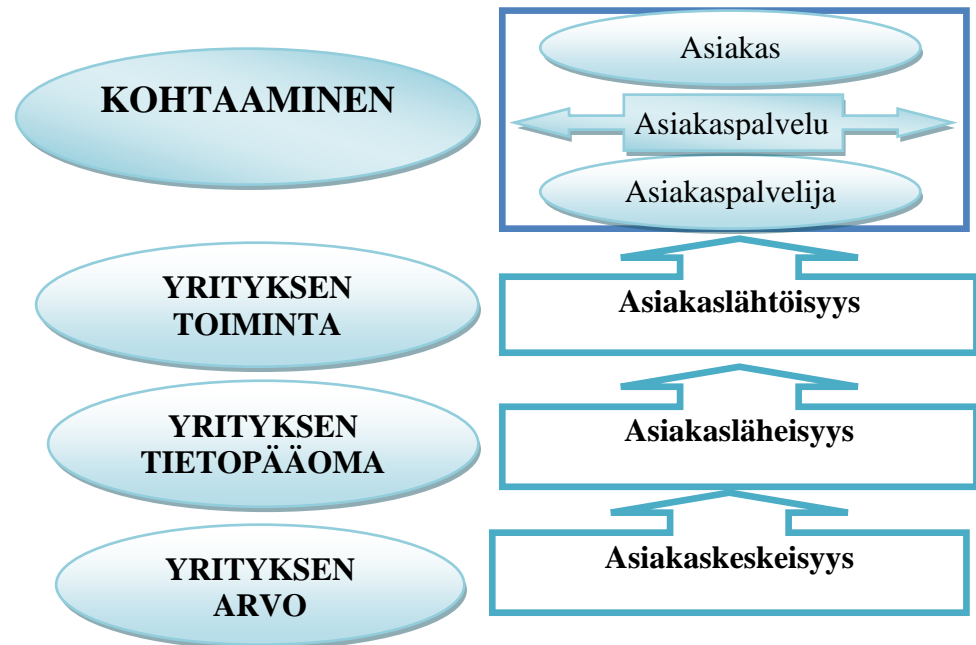 KOHTAAMINEN
Asiakas
Asiakaspalvelu
Asiakaspalvelija
YRITYKSEN
TOIMINTA
Asiakaslähtöisyys
YRITYKSEN
TIETOPÄÄOMA
Asiakasläheisyys
YRITYKSEN
ARVO
Asiakaskeskeisyys